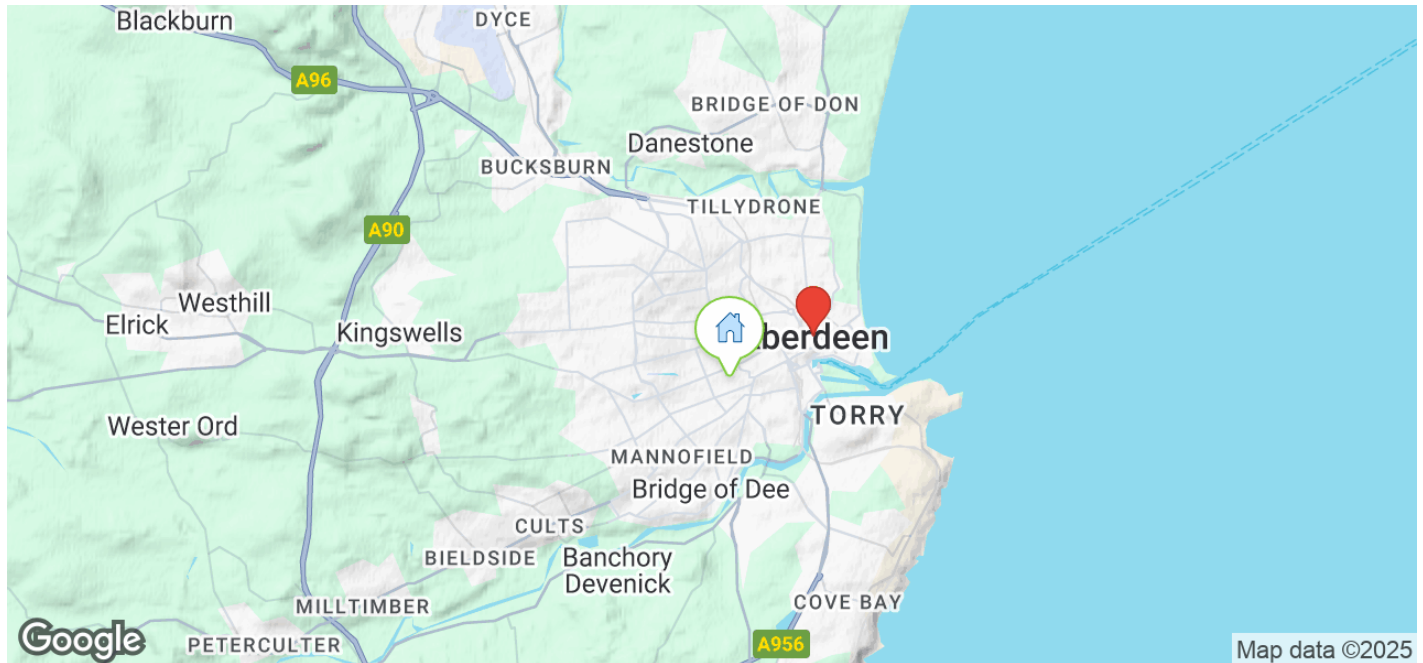 Blackburn
DYCE
A96
BRIDGE OF DON
Danestone
BUCKSBURN
TILLYDRONE
A90
Westhill
Elrick
Kingswells
berdeen
Wester Ord
TORRY
MANNOFIELD
Bridge of Dee
CULTS
BIELDSIDE
Banchory
Devenick
MILLTIMBER
COVE BAY
PETERCULTER
A956
Google
Map data ©2025